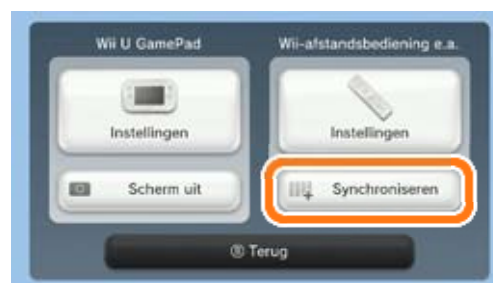 Wii U GamePad
Wii-afstandsbediening e.a.
Instellingen
Instellingen
Scherm uit
Synchroniseren
Ⓑ Terug